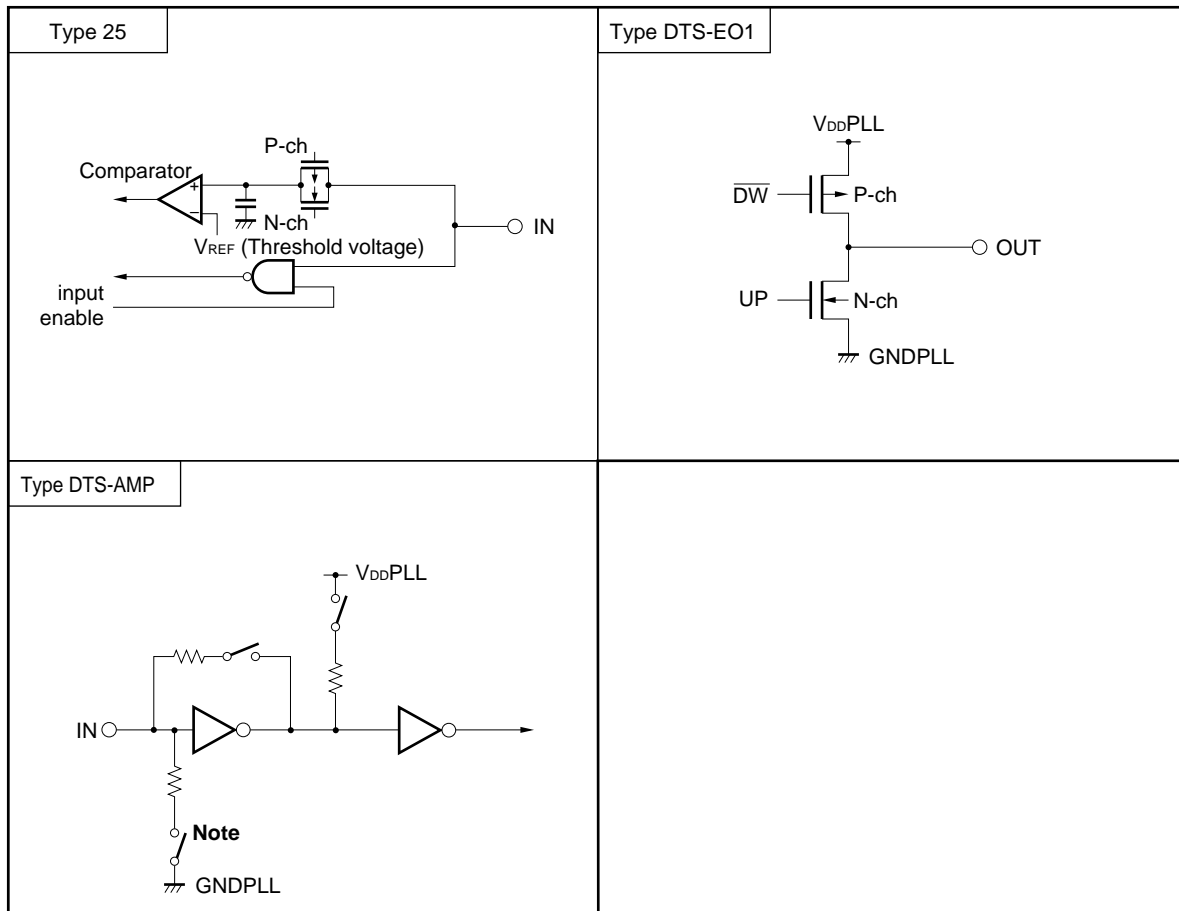 Type 25
P-ch
Comparator
+
−
N-ch
VREF (Threshold voltage)
IN
input
enable
Type DTS-EO1
VDDPLL
DW
P-ch
OUT
UP
N-ch
GNDPLL
Type DTS-AMP
VDDPLL
IN
Note
GNDPLL